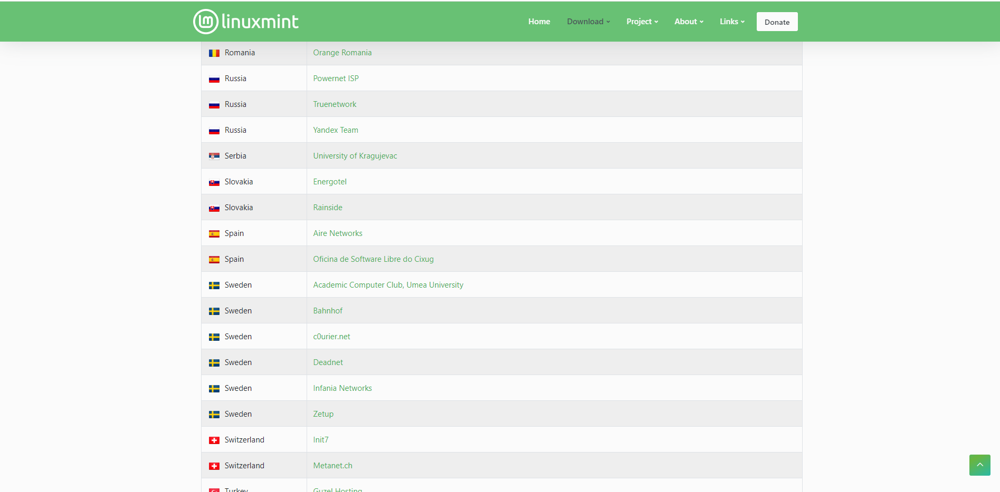 linuxmint Home Download Project About Links Donate
Romania Orange Romania
Russia Powernet ISP
Russia Truenetwork
Russia Yandex Team
Serbia University of Kragujevac
Slovakia Energotel
Slovakia Rainside
Spain Aire Networks
Spain Oficina de Software Libre do Cixug
Sweden Academic Computer Club, Umea University
Sweden Bahnhof
Sweden c0urier.net
Sweden Deadnet
Sweden Infania Networks
Sweden Zetup
Switzerland Init7
Switzerland Metanet.ch
Turkey Guzel Hosting